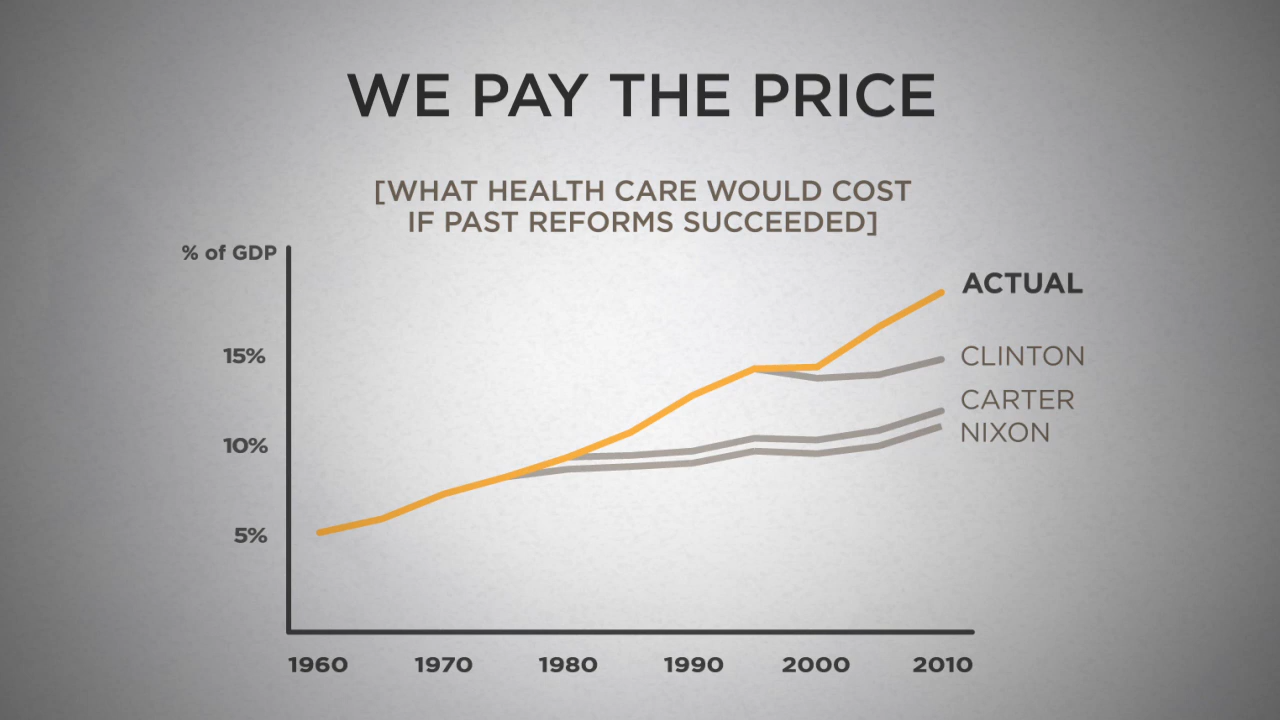 WE PAY THE PRICE
[WHAT HEALTH CARE WOULD COST
IF PAST REFORMS SUCCEEDED]
% of GDP
ACTUAL
15%
CLINTON
CARTER
NIXON
10%
5%
1960 1970 1980 1990 2000 2010